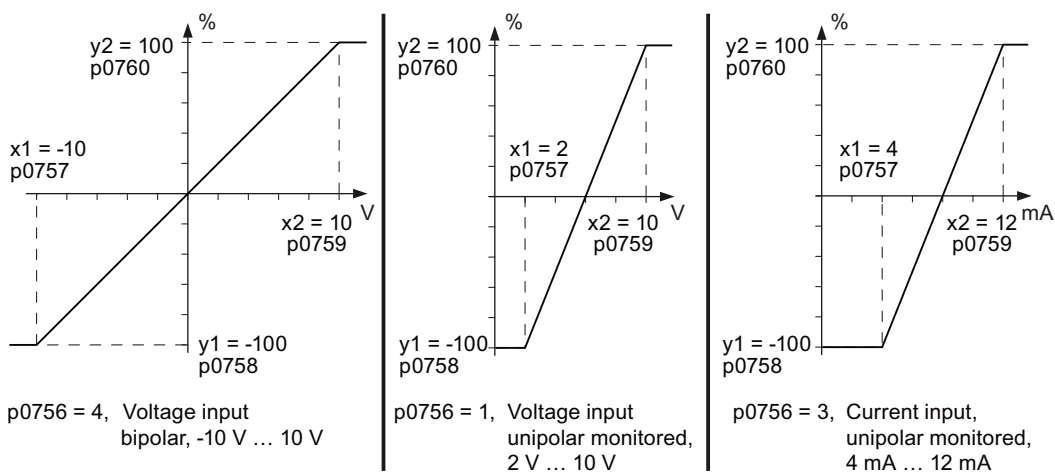 %
y2 = 100
p0760
x1 = -10
p0757
x2 = 10
V
p0759
y1 = -100
p0758
p0756 = 4, Voltage input
bipolar, -10 V … 10 V
%
y2 = 100
p0760
x1 = 2
p0757
x2 = 10
V
p0759
y1 = -100
p0758
p0756 = 1, Voltage input
unipolar monitored,
2 V … 10 V
%
y2 = 100
p0760
x1 = 4
p0757
x2 = 12
mA
p0759
y1 = -100
p0758
p0756 = 3, Current input,
unipolar monitored,
4 mA … 12 mA